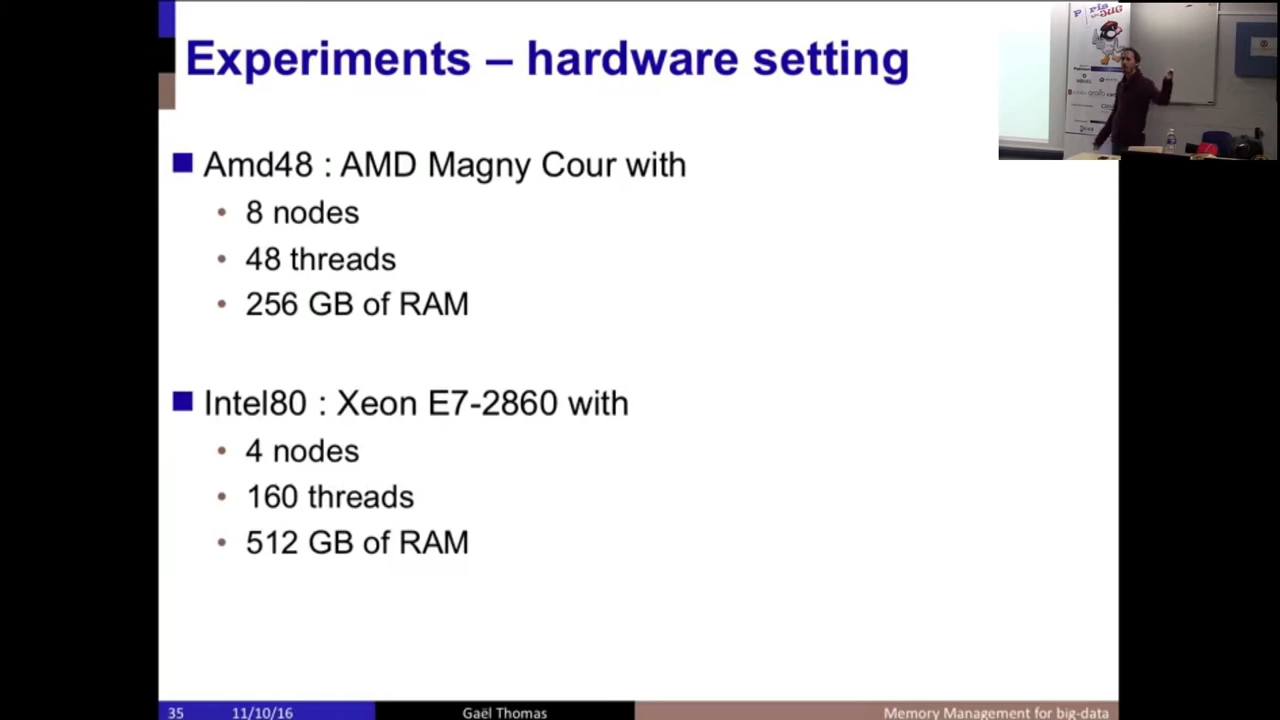 Experiments – hardware setting
Amd48 : AMD Magny Cour with
• 8 nodes
• 48 threads
• 256 GB of RAM
Intel80 : Xeon E7-2860 with
• 4 nodes
• 160 threads
• 512 GB of RAM
35 11/10/16 Gaël Thomas Memory Management for big-data